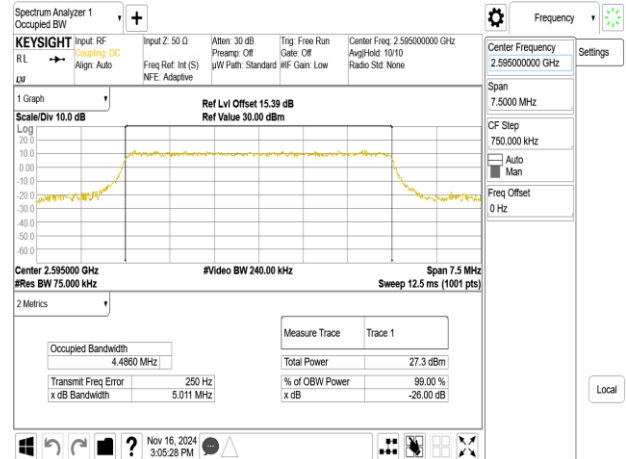 Spectrum Analyzer 1
Occupied BW
Frequency
KEYSIGHT
Input: RF
Coupling: DC
Align: Auto
Input Z: 50 Ω
Freq Ref: Int (S)
NFE: Adaptive
Atten: 30 dB
Preamp: Off
µW Path: Standard
Trig: Free Run
Gate: Off
#IF Gain: Low
Center Freq: 2.595000000 GHz
Avg|Hold: 10/10
Radio Std: None
RL
LXI
1 Graph
Scale/Div 10.0 dB
Ref Lvl Offset 15.39 dB
Ref Value 30.00 dBm
Log
20.0
10.0
0.00
-10.0
-20.0
-30.0
-40.0
-50.0
-60.0
Center 2.595000 GHz
#Res BW 75.000 kHz
#Video BW 240.00 kHz
Span 7.5 MHz
Sweep 12.5 ms (1001 pts)
2 Metrics
Occupied Bandwidth
4.4860 MHz
Transmit Freq Error 250 Hz
x dB Bandwidth 5.011 MHz
Measure Trace Trace 1
Total Power 27.3 dBm
% of OBW Power 99.00 %
x dB -26.00 dB
Center Frequency
2.595000000 GHz
Span
7.5000 MHz
CF Step
750.000 kHz
Auto
Man
Freq Offset
0 Hz
Settings
Local
?
Nov 16, 2024
3:05:28 PM